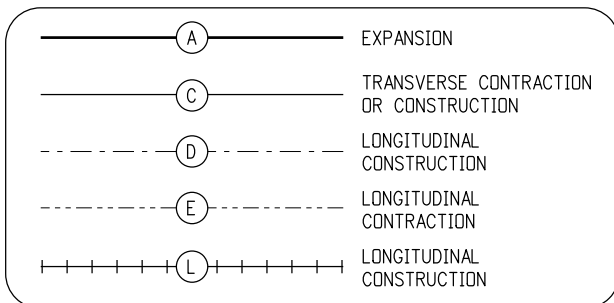 A EXPANSION
C TRANSVERSE CONTRACTION
OR CONSTRUCTION
D LONGITUDINAL
CONSTRUCTION
E LONGITUDINAL
CONTRACTION
L LONGITUDINAL
CONSTRUCTION